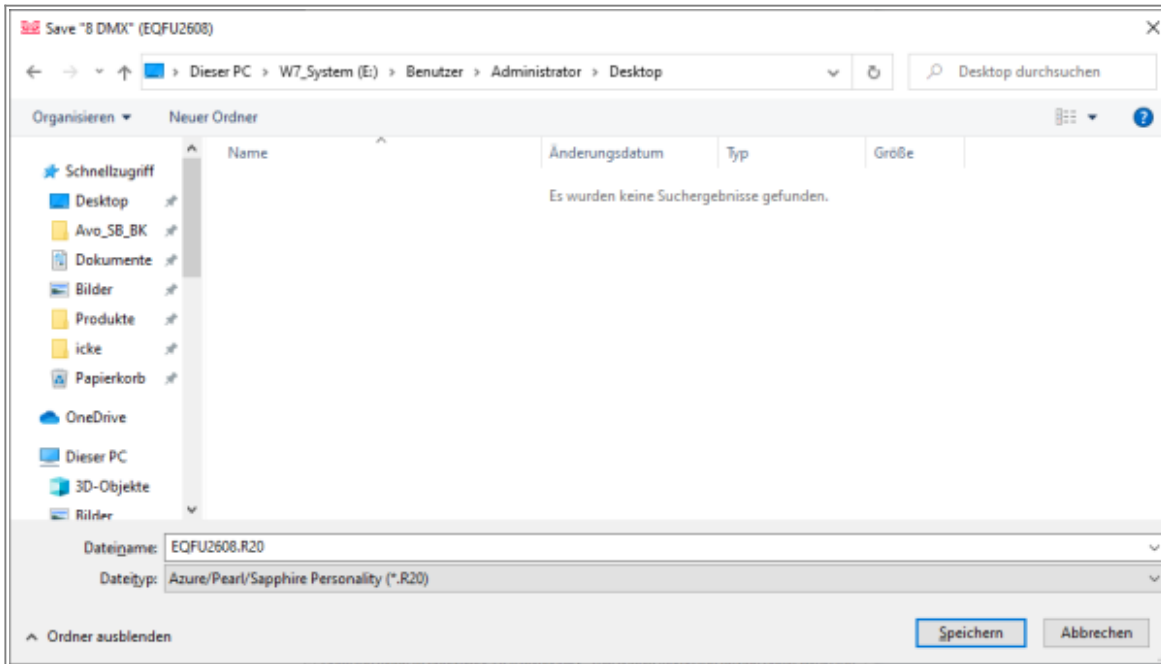 Save "8 DMX" (EQFU2608)
Dieser PC > W7_System (E:) > Benutzer > Administrator > Desktop
Desktop durchsuchen
Organisieren
Neuer Ordner
Name
Änderungsdatum
Typ
Größe
Es wurden keine Suchergebnisse gefunden.
Schnellzugriff
Desktop
Avo_SB_BK
Dokumente
Bilder
Produkte
icke
Papierkorb
OneDrive
Dieser PC
3D-Objekte
Bilder
Dateiname: EQFU2608.R20
Dateityp: Azure/Pearl/Sapphire Personality (*.R20)
Ordner ausblenden
Speichern
Abbrechen